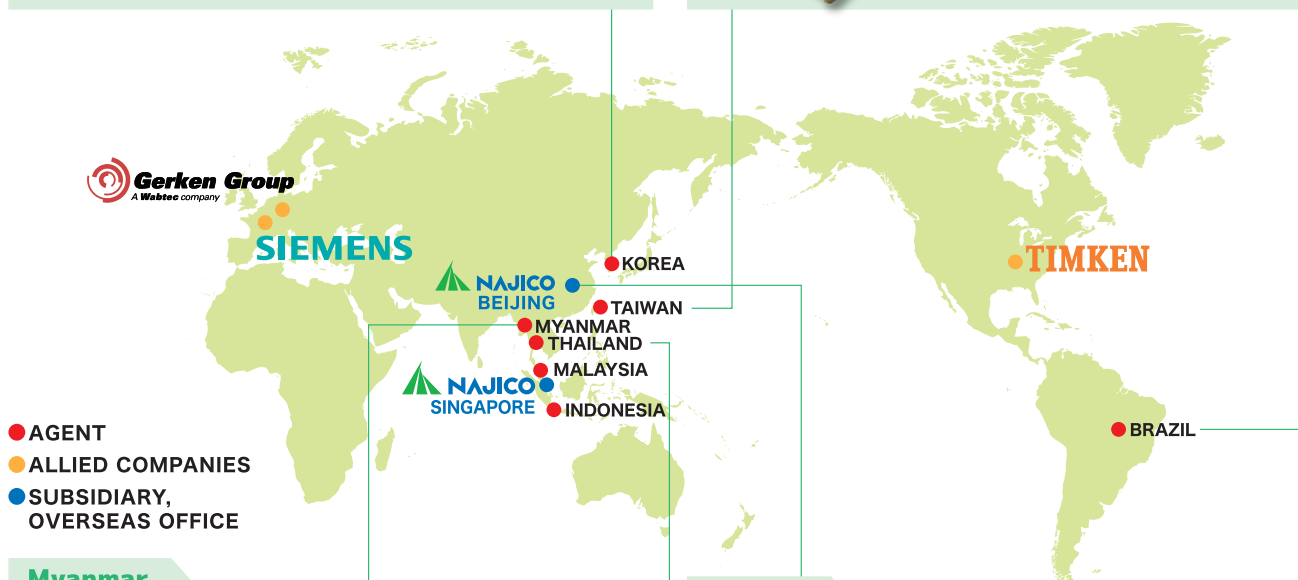 Gerken Group
A Wabtec company
SIEMENS
KOREA
TIMKEN
NAJICO
BEIJING
TAIWAN
MYANMAR
THAILAND
MALAYSIA
NAJICO
SINGAPORE
INDONESIA
BRAZIL
AGENT
ALLIED COMPANIES
SUBSIDIARY,
OVERSEAS OFFICE
Myanmar